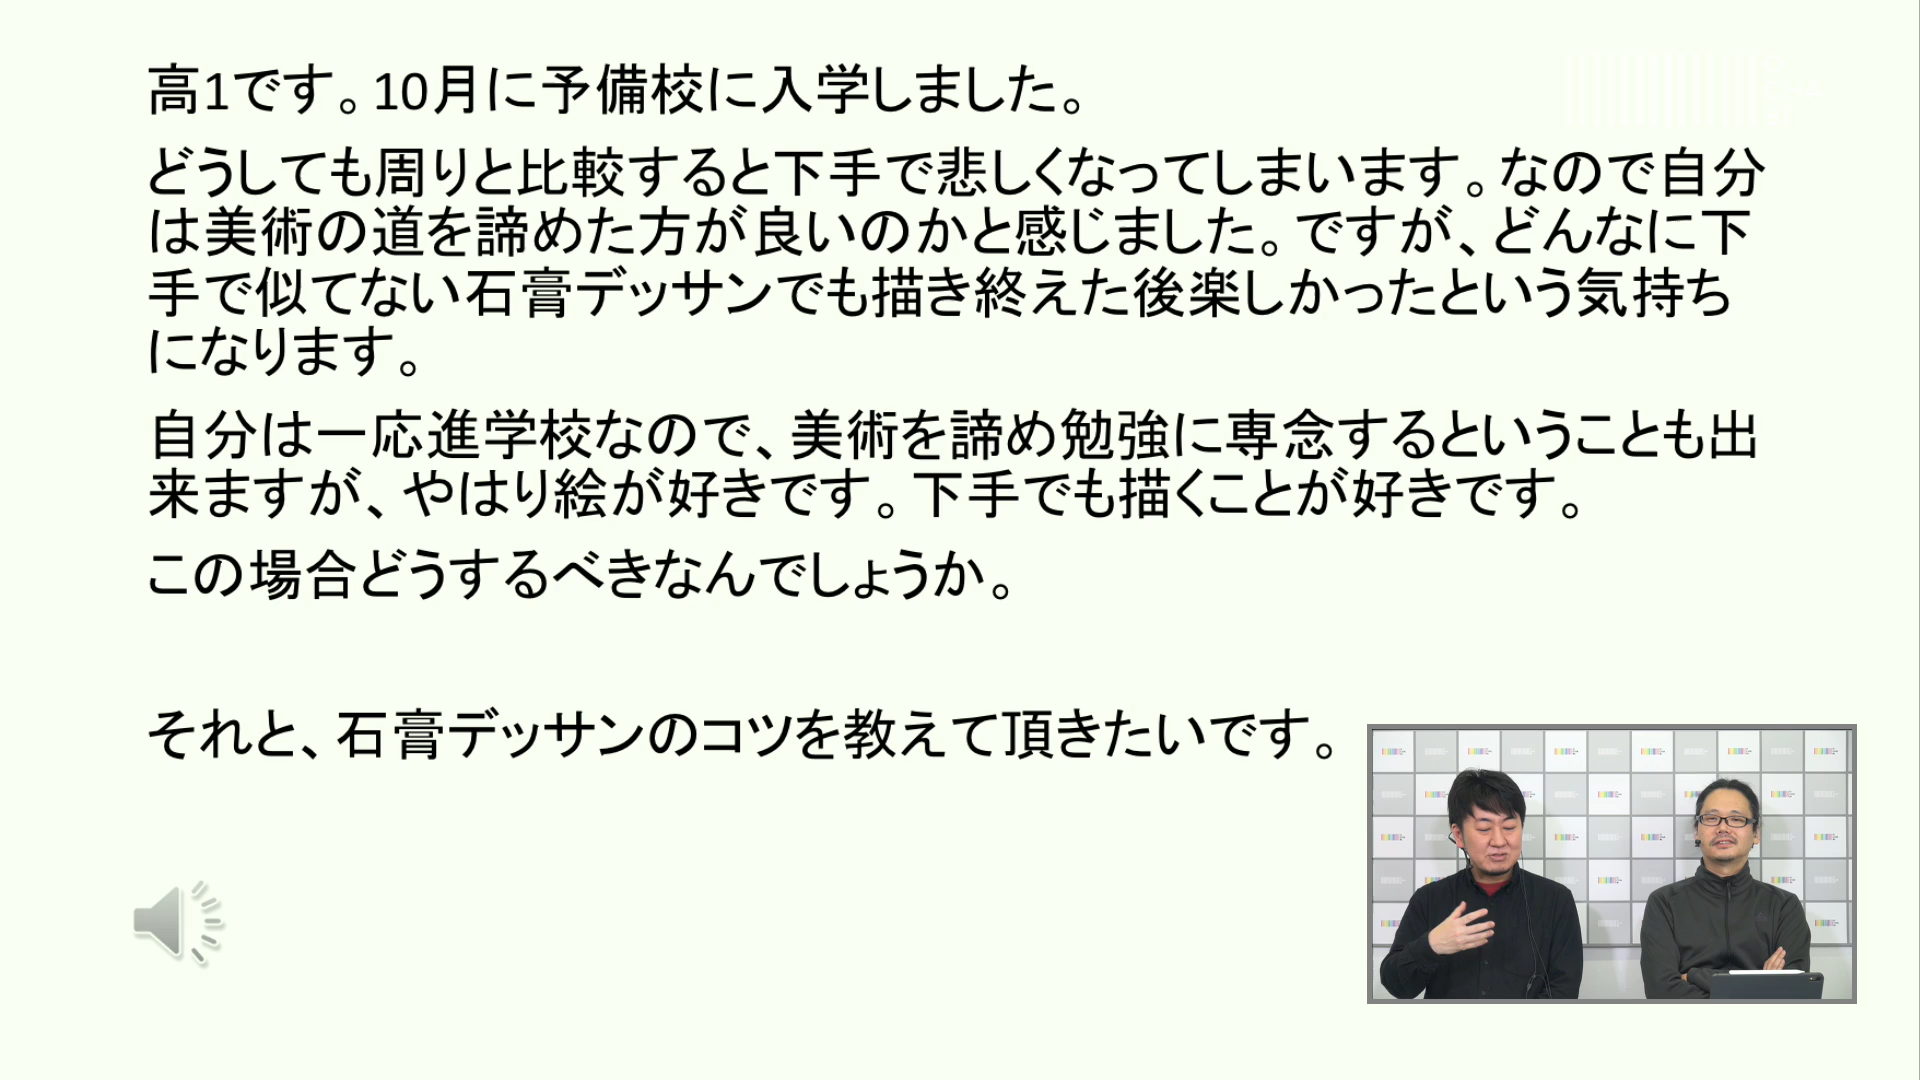 高1です。10月に予備校に入学しました。
どうしても周りと比較すると下手で悲しくなってしまいます。なので自分
は美術の道を諦めた方が良いのかと感じました。ですが、どんなに下
手で似てない石膏デッサンでも描き終えた後楽しかったという気持ち
になります。
自分は一応進学校なので、美術を諦め勉強に専念するということも出
来ますが、やはり絵が好きです。下手でも描くことが好きです。
この場合どうするべきなんでしょうか。
それと、石膏デッサンのコツを教えて頂きたいです。